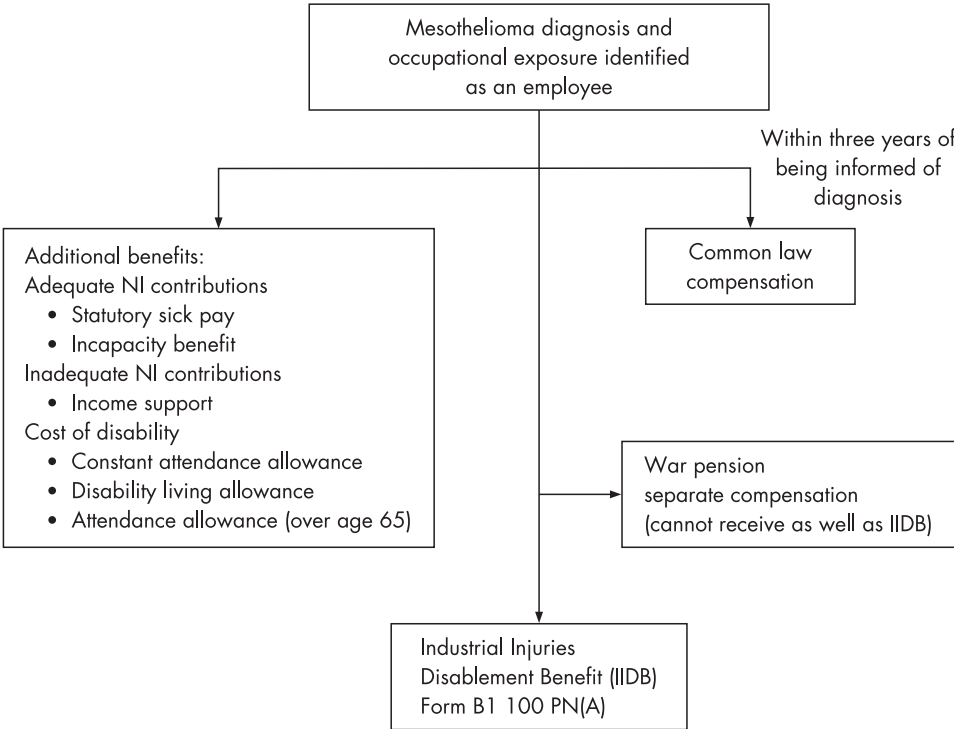 Mesothelioma diagnosis and
occupational exposure identified
as an employee
Within three years of
being informed of
diagnosis
Additional benefits:
Adequate NI contributions
• Statutory sick pay
• Incapacity benefit
Inadequate NI contributions
• Income support
Cost of disability
• Constant attendance allowance
• Disability living allowance
• Attendance allowance (over age 65)
Common law
compensation
War pension
separate compensation
(cannot receive as well as IIDB)
Industrial Injuries
Disablement Benefit (IIDB)
Form B1 100 PN(A)